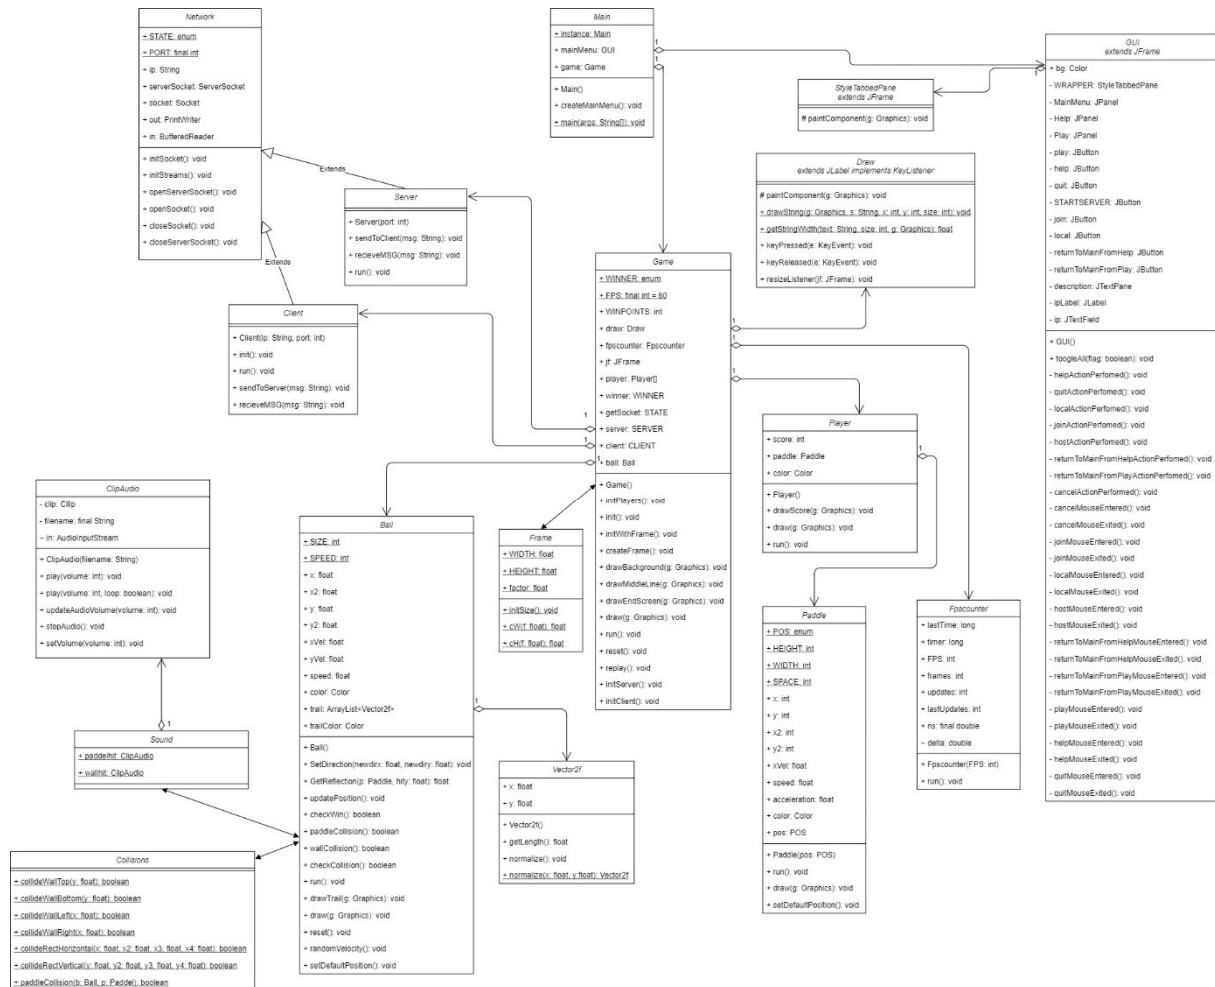 Network
+ STATE: enum
+ PORT: final int
+ ip: String
+ serverSocket: ServerSocket
+ socket: Socket
+ out: PrintWriter
+ in: BufferedReader
+ initSocket(): void
+ initStreams(): void
+ openServerSocket(): void
+ openSocket(): void
+ closeSocket(): void
+ closeServerSocket(): void
Extends
Extends
Server
+ Server(port: int)
+ sendToClient(msg: String): void
+ recieveMSG(msg: String): void
+ run(): void
Client
+ Client(ip: String, port: int)
+ init(): void
+ run(): void
+ sendToServer(msg: String): void
+ recieveMSG(msg: String): void
Main
+ instance: Main
+ mainMenu: GUI
+ game: Game
+ Main()
+ createMainMenu(): void
+ main(args: String[]): void
1
1
1
StyleTabbedPane
extends JFrame
# paintComponent(g: Graphics): void
Draw
extends JLabel implements KeyListener
# paintComponent(g: Graphics): void
+ drawString(g: Graphics, s: String, x: int, y: int, size: int): void
+ getStringWidth(text: String, size: int, g: Graphics): float
+ keyPressed(e: KeyEvent): void
+ keyReleased(e: KeyEvent): void
+ resizeListener(jf: JFrame): void
GUI
extends JFrame
+ bg: Color
- WRAPPER: StyleTabbedPane
- MainMenu: JPanel
- Help: JPanel
- Play: JPanel
- play: JButton
- help: JButton
- quit: JButton
- STARTSERVER: JButton
- join: JButton
- local: JButton
- returnToMainFromHelp: JButton
- returnToMainFromPlay: JButton
- description: JTextPane
- ipLabel: JLabel
- ip: JTextField
+ GUI()
+ toogleAll(flag: boolean): void
- helpActionPerfomed(): void
- quitActionPerfomed(): void
- localActionPerfomed(): void
- joinActionPerfomed(): void
- hostActionPerfomed(): void
- returnToMainFromHelpActionPerfomed(): void
- returnToMainFromPlayActionPerfomed(): void
- cancelActionPerformed(): void
- cancelMouseEntered(): void
- cancelMouseExited(): void
- joinMouseEntered(): void
- joinMouseExited(): void
- localMouseEntered(): void
- localMouseExited(): void
- hostMouseEntered(): void
- hostMouseExited(): void
- returnToMainFromHelpMouseEntered(): void
- returnToMainFromHelpMouseExited(): void
- returnToMainFromPlayMouseEntered(): void
- returnToMainFromPlayMouseExited(): void
- playMouseEntered(): void
- playMouseExited(): void
- helpMouseEntered(): void
- helpMouseExited(): void
- quitMouseEntered(): void
- quitMouseExited(): void
Game
+ WINNER: enum
+ FPS: final int = 60
+ WINPOINTS: int
+ draw: Draw
+ fpscounter: Fpscounter
+ jf: JFrame
+ player: Player[]
+ winner: WINNER
+ getSocket: STATE
+ server: SERVER
+ client: CLIENT
+ ball: Ball
+ Game()
+ initPlayers(): void
+ init(): void
+ initWithFrame(): void
+ createFrame(): void
+ drawBackground(g: Graphics): void
+ drawMiddleLine(g: Graphics): void
+ drawEndScreen(g: Graphics): void
+ draw(g: Graphics): void
+ run(): void
+ reset(): void
+ replay(): void
+ initServer(): void
+ initClient(): void
1
1
1
1
1
1
Player
+ score: int
+ paddle: Paddle
+ color: Color
+ Player()
+ drawScore(g: Graphics): void
+ draw(g: Graphics): void
+ run(): void
1
Paddle
+ POS: enum
+ HEIGHT: int
+ WIDTH: int
+ SPACE: int
+ x: int
+ y: int
+ x2: int
+ y2: int
+ xVel: float
+ speed: float
+ acceleration: float
+ color: Color
+ pos: POS
+ Paddle(pos: POS)
+ run(): void
+ draw(g: Graphics): void
+ setDefaultPosition(): void
Fpscounter
+ lastTime: long
+ timer: long
+ FPS: int
+ frames: int
+ updates: int
+ lastUpdates: int
+ ns: final double
~ delta: double
+ Fpscounter(FPS: int)
+ run(): void
ClipAudio
- clip: Cllip
- filename: final String
~ in: AudioInputStream
+ ClipAudio(filename: String)
+ play(volume: int): void
+ play(volume: int, loop: boolean): void
+ updateAudioVolume(volume: int): void
+ stopAudio(): void
+ setVolume(volume: int): void
1
Sound
+ paddelhit: ClipAudio
+ wallhit: ClipAudio
Ball
+ SIZE: int
+ SPEED: int
+ x: float
+ x2: float
+ y: float
+ y2: float
+ xVel: float
+ yVel: float
+ speed: float
+ color: Color
+ trail: ArrayList<Vector2f>
+ trailColor: Color
+ Ball()
+ SetDirection(newdirx: float, newdiry: float): void
+ GetReflection(p: Paddle, hity: float): float
+ updatePosition(): void
+ checkWin(): boolean
+ paddleCollision(): boolean
+ wallCollision(): boolean
+ checkCollision(): boolean
+ run(): void
+ drawTrail(g: Graphics): void
+ draw(g: Graphics): void
+ reset(): void
+ randomVelocity(): void
+ setDefaultPosition(): void
1
Frame
+ WIDTH: float
+ HEIGHT: float
+ factor: float
+ initSize(): void
+ cW(f: float): float
+ cH(f: float): float
Vector2f
+ x: float
+ y: float
+ Vector2f()
+ getLength(): float
+ normalize(): void
+ normalize(x: float, y:float): Vector2f
Collisions
+ collideWallTop(y: float): boolean
+ collideWallBottom(y: float): boolean
+ collideWallLeft(x: float): boolean
+ collideWallRight(x: float): boolean
+ collideRectHorizontal(x: float, x2: float, x3, float, x4: float): boolean
+ collideRectVertical(y: float, y2: float, y3, float, y4: float): boolean
+ paddleCollision(b: Ball, p: Paddel): boolean